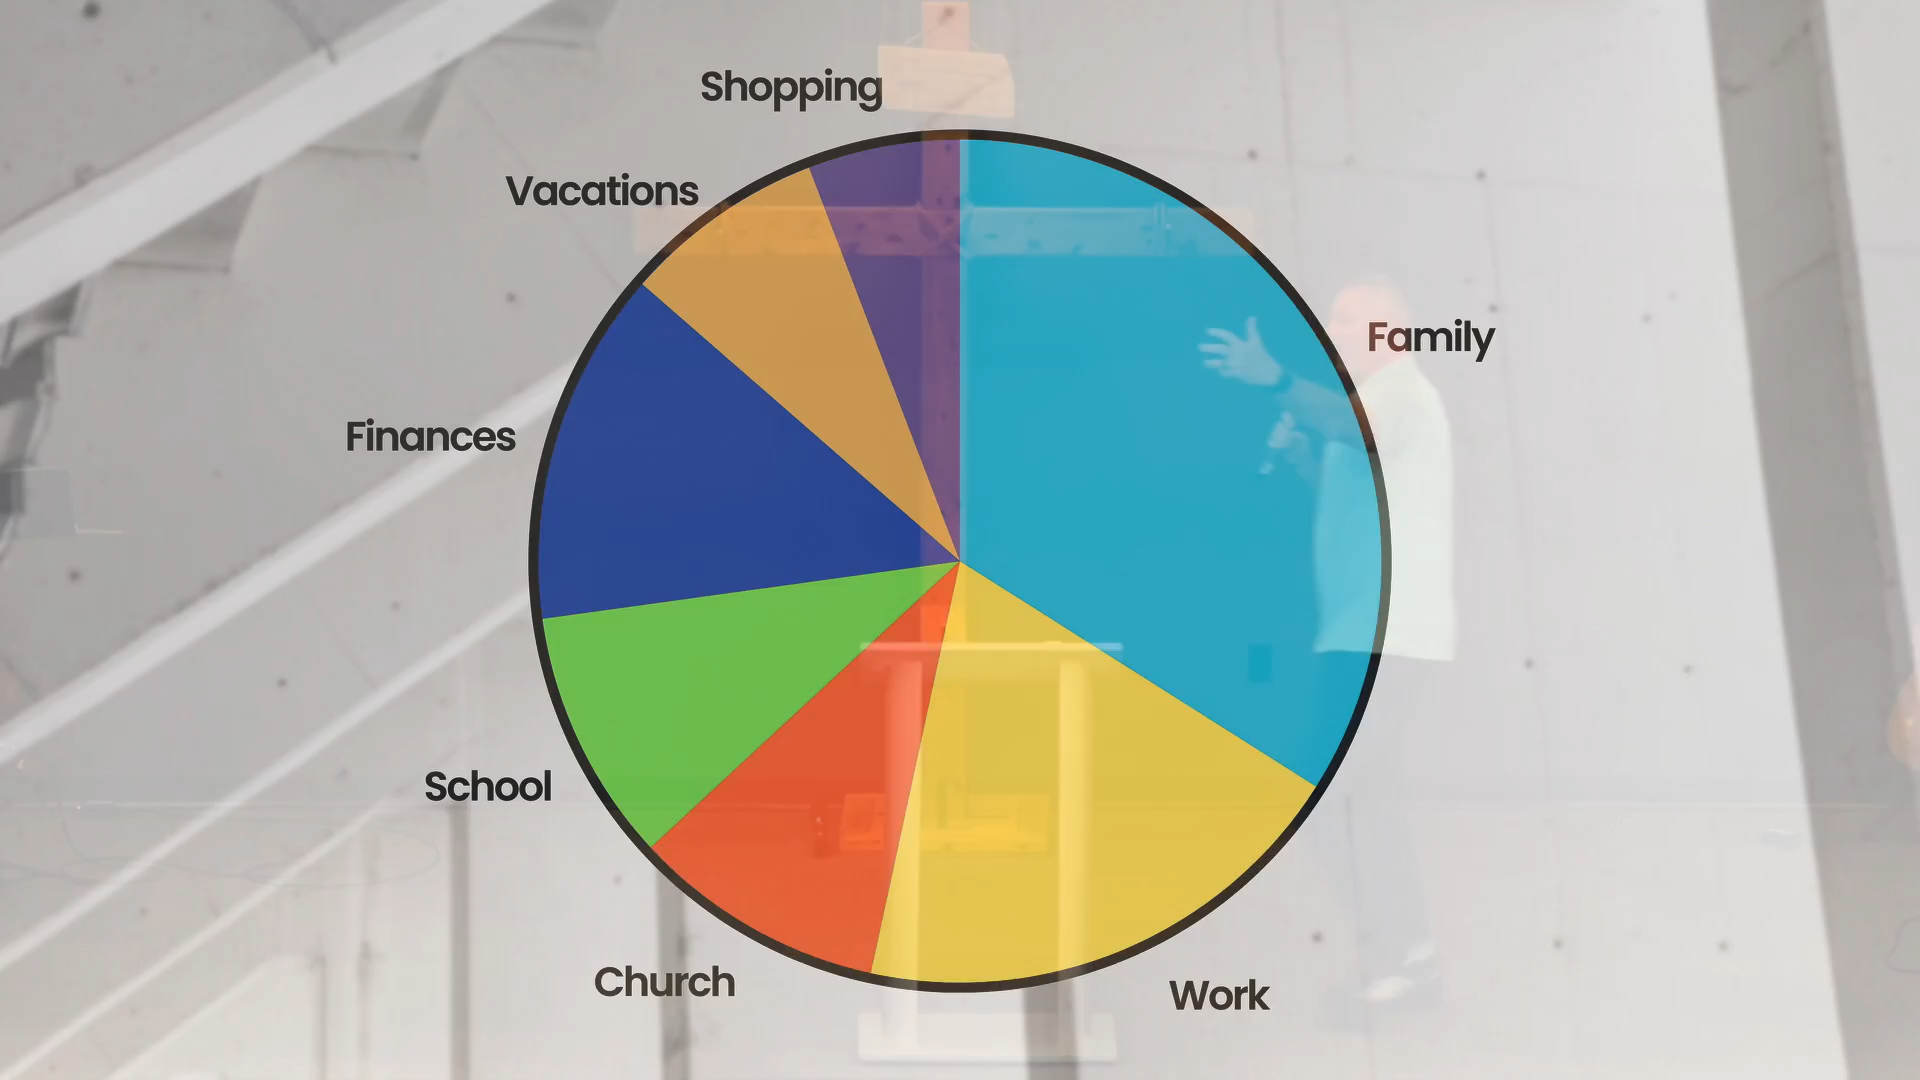 Shopping
Vacations
Family
Finances
School
Church
Work